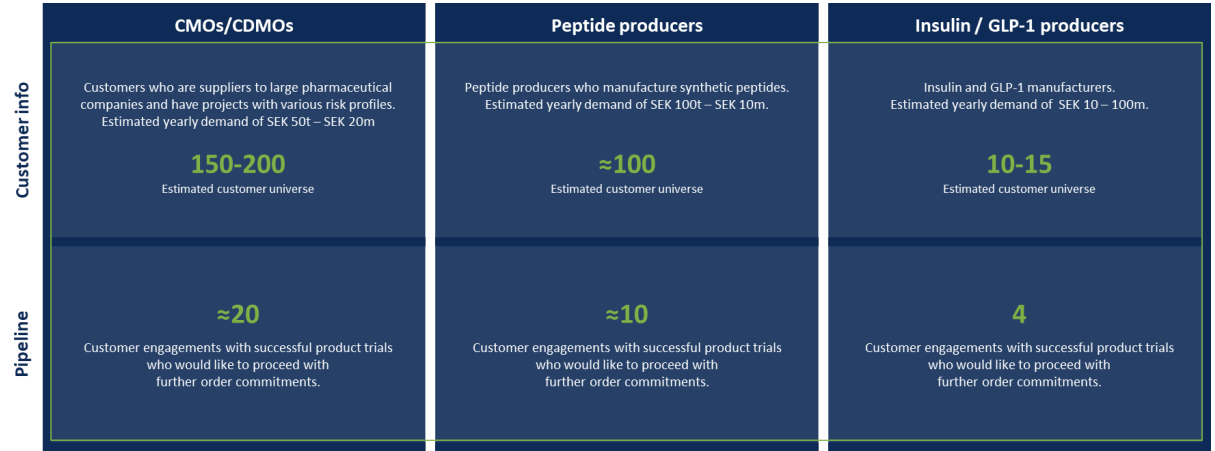 CMOs/CDMOs
Peptide producers
Insulin / GLP-1 producers
Customer info
Customers who are suppliers to large pharmaceutical
companies and have projects with various risk profiles.
Estimated yearly demand of SEK 50t – SEK 20m
150-200
Estimated customer universe
Peptide producers who manufacture synthetic peptides.
Estimated yearly demand of SEK 100t – SEK 10m.
≈100
Estimated customer universe
Insulin and GLP-1 manufacturers.
Estimated yearly demand of SEK 10 – 100m.
10-15
Estimated customer universe
Pipeline
≈20
Customer engagements with successful product trials
who would like to proceed with
further order commitments.
≈10
Customer engagements with successful product trials
who would like to proceed with
further order commitments.
4
Customer engagements with successful product trials
who would like to proceed with
further order commitments.